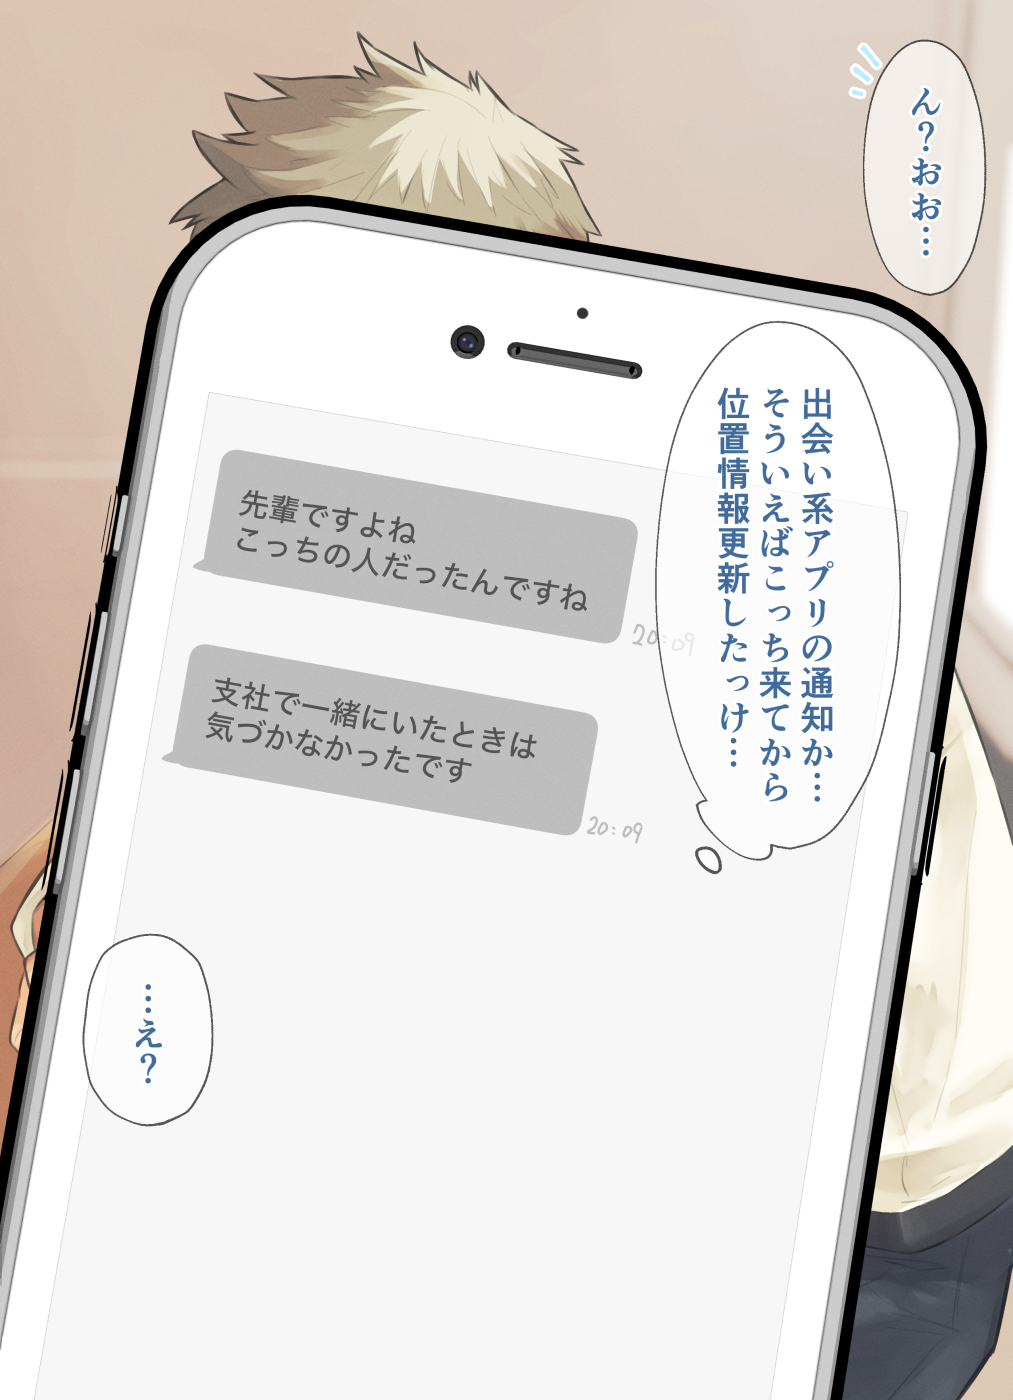 ん？おお…
出会い系アプリの通知か…
そういえばこっち来てから
位置情報更新したっけ…
先輩ですよね
こっちの人だったんですね
20:09
支社で一緒にいたときは
気づかなかったです
20:09
…え？